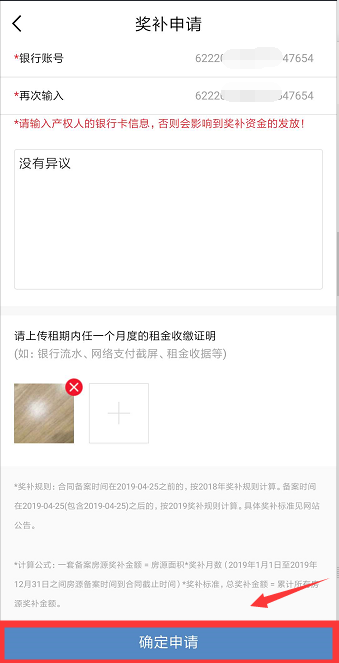 奖补申请
*银行账号 6222 47654
*再次输入 6222 47654
*请输入产权人的银行卡信息，否则会影响到奖补资金的发放！
没有异议
请上传租期内任一个月度的租金收缴证明
(如：银行流水、网络支付截屏、租金收据等)
*奖补规则：合同备案时间在2019-04-25之前的，按2018年奖补规则计算。备案时间
在2019-04-25(包含2019-04-25)之后的，按2019奖补规则计算。具体奖补标准见网站
公告。
*计算公式：一套备案房源奖补金额 = 房源面积*奖补月数（2019年1月1日至2019年
12月31日之间房源备案时间到合同截止时间）*奖补标准，总奖补金额 = 累计所有房
源奖补金额。
确定申请